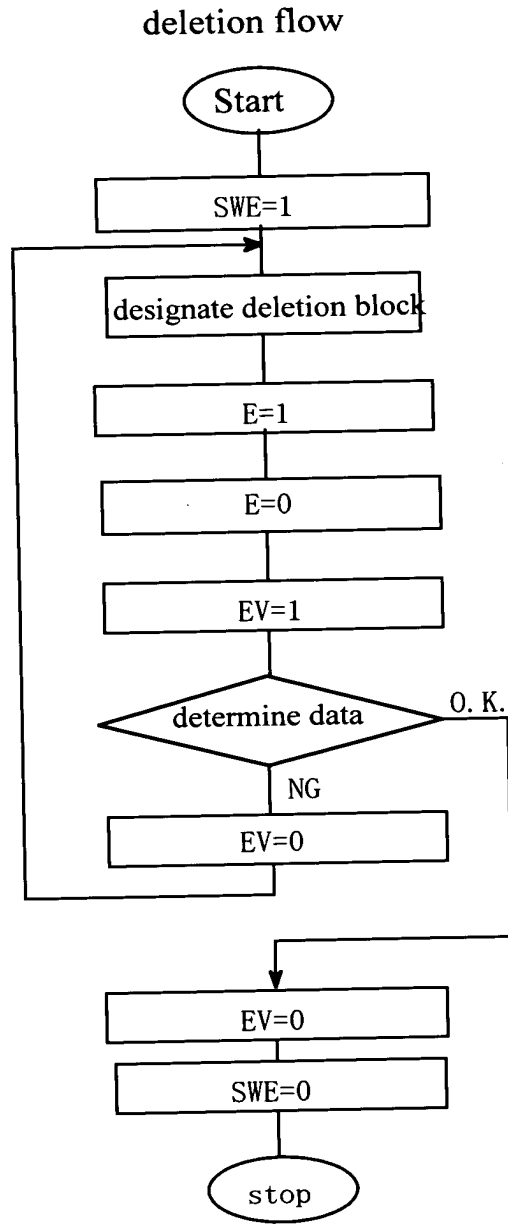 deletion flow
Start
SWE=1
designate deletion block
E=1
E=0
EV=1
determine data
O. K.
NG
EV=0
EV=0
SWE=0
stop